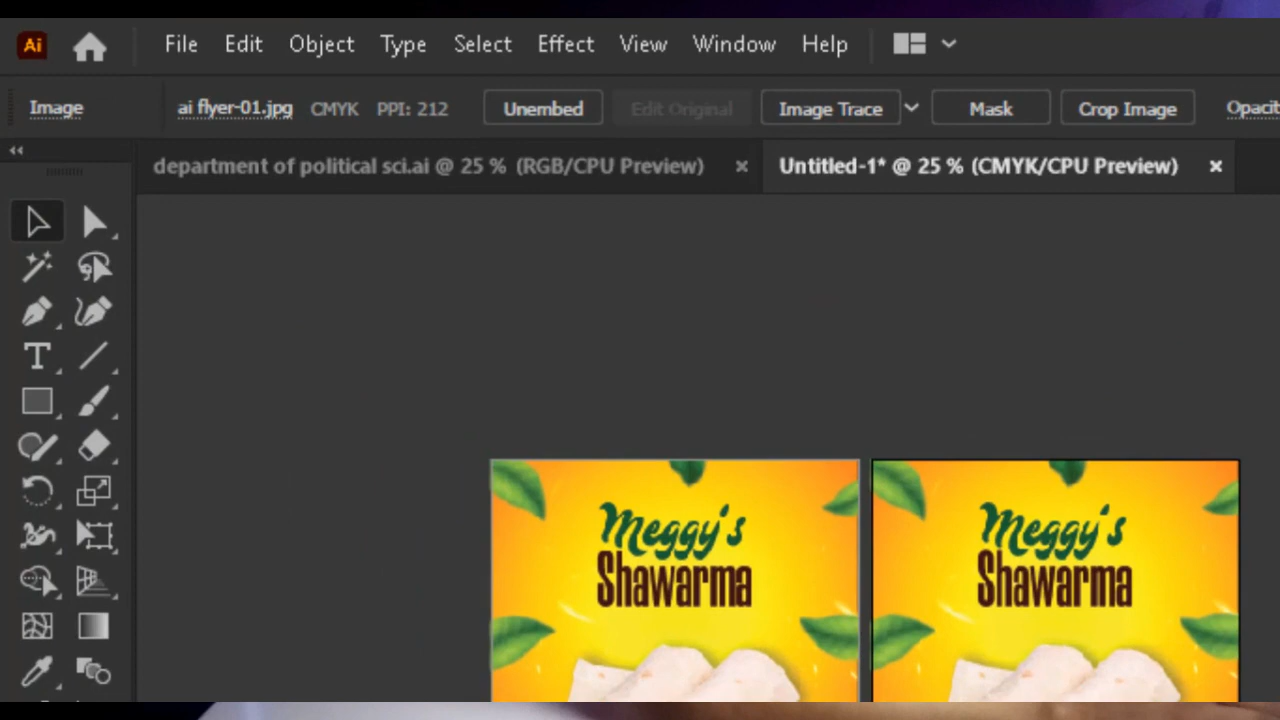 Ai File Edit Object Type Select Effect View Window Help
Image ai flyer-01.jpg CMYK PPI: 212 Unembed Edit Original Image Trace Mask Crop Image Opacit
department of political sci.ai @ 25 % (RGB/CPU Preview) × Untitled-1* @ 25 % (CMYK/CPU Preview) ×
Meggy's
Shawarma
Meggy's
Shawarma